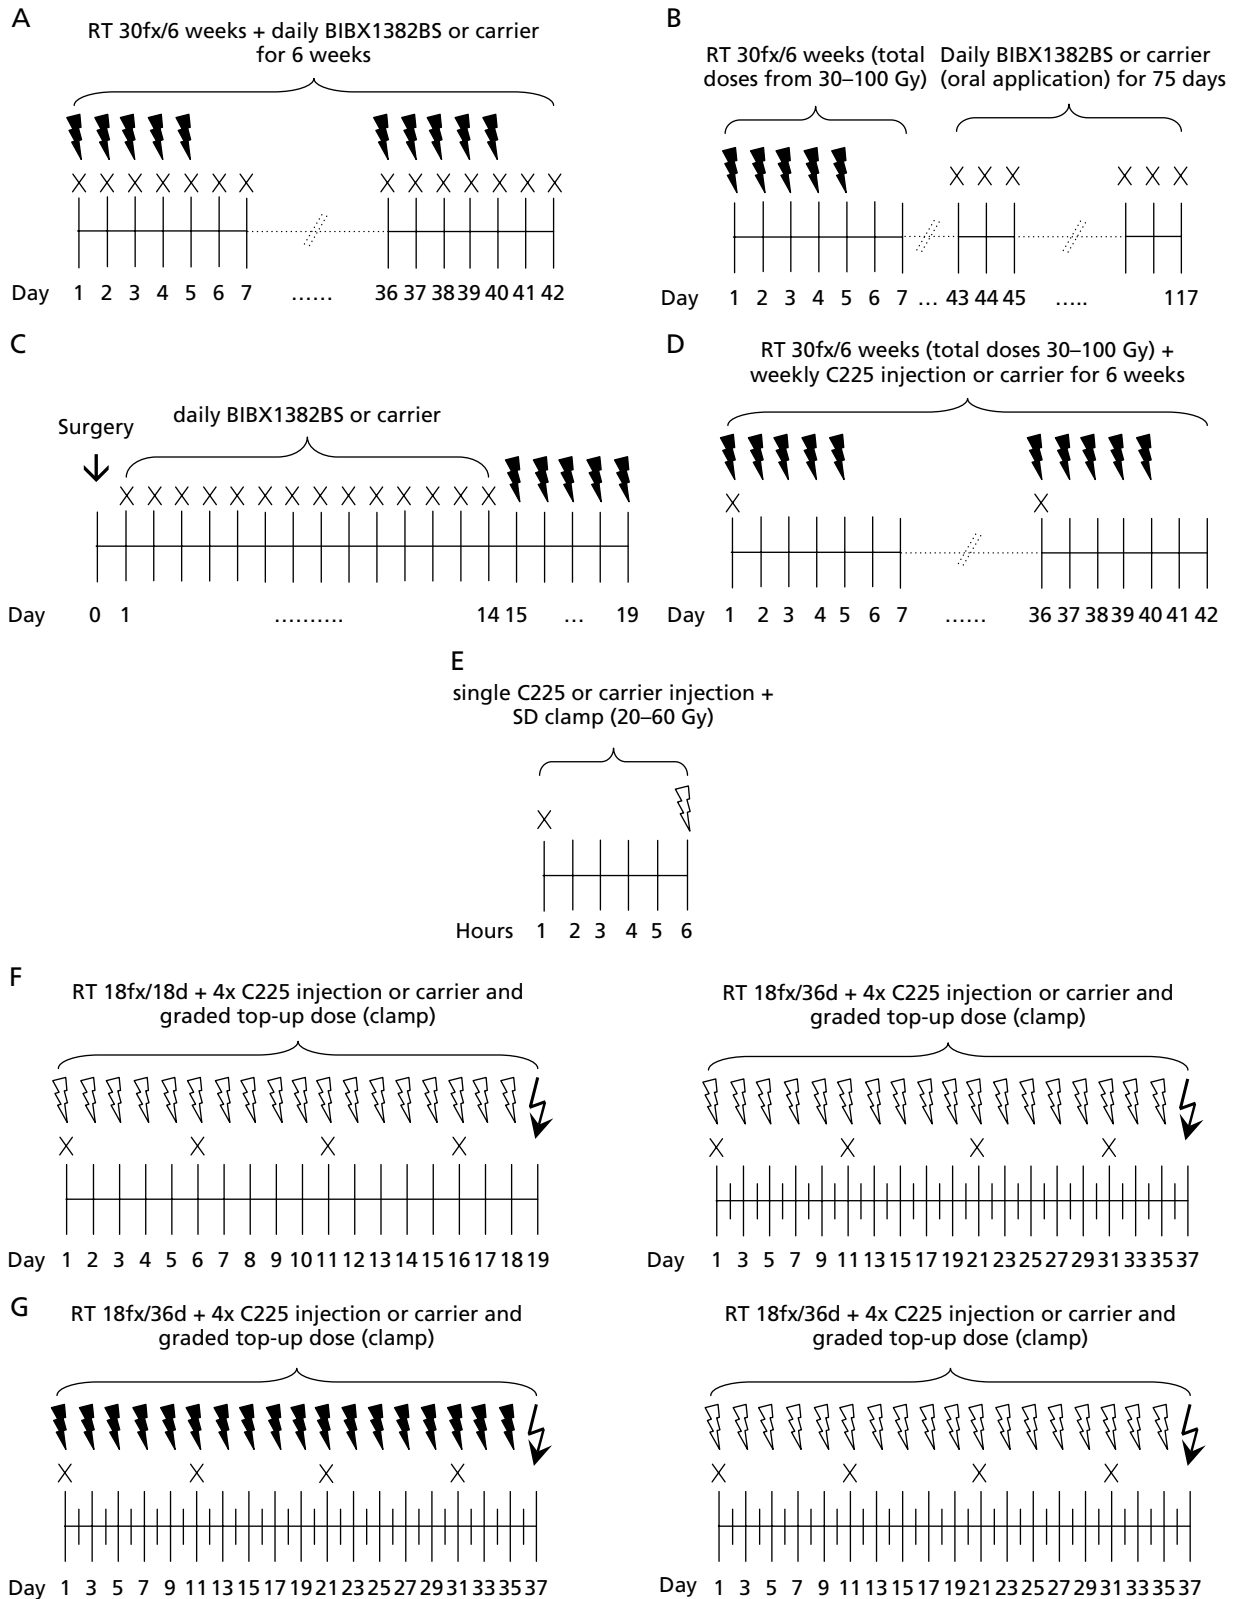 A
RT 30fx/6 weeks + daily BIBX1382BS or carrier
for 6 weeks
Day 1 2 3 4 5 6 7 ...... 36 37 38 39 40 41 42
B
RT 30fx/6 weeks (total
doses from 30–100 Gy)
Daily BIBX1382BS or carrier
(oral application) for 75 days
Day 1 2 3 4 5 6 7 ... 43 44 45 ..... 117
C
Surgery
daily BIBX1382BS or carrier
Day 0 1 .......... 14 15 ... 19
D
RT 30fx/6 weeks (total doses 30–100 Gy) +
weekly C225 injection or carrier for 6 weeks
Day 1 2 3 4 5 6 7 ...... 36 37 38 39 40 41 42
E
single C225 or carrier injection +
SD clamp (20–60 Gy)
Hours 1 2 3 4 5 6
F
RT 18fx/18d + 4x C225 injection or carrier and
graded top-up dose (clamp)
Day 1 2 3 4 5 6 7 8 9 10 11 12 13 14 15 16 17 18 19
RT 18fx/36d + 4x C225 injection or carrier and
graded top-up dose (clamp)
Day 1 3 5 7 9 11 13 15 17 19 21 23 25 27 29 31 33 35 37
G
RT 18fx/36d + 4x C225 injection or carrier and
graded top-up dose (clamp)
Day 1 3 5 7 9 11 13 15 17 19 21 23 25 27 29 31 33 35 37
RT 18fx/36d + 4x C225 injection or carrier and
graded top-up dose (clamp)
Day 1 3 5 7 9 11 13 15 17 19 21 23 25 27 29 31 33 35 37